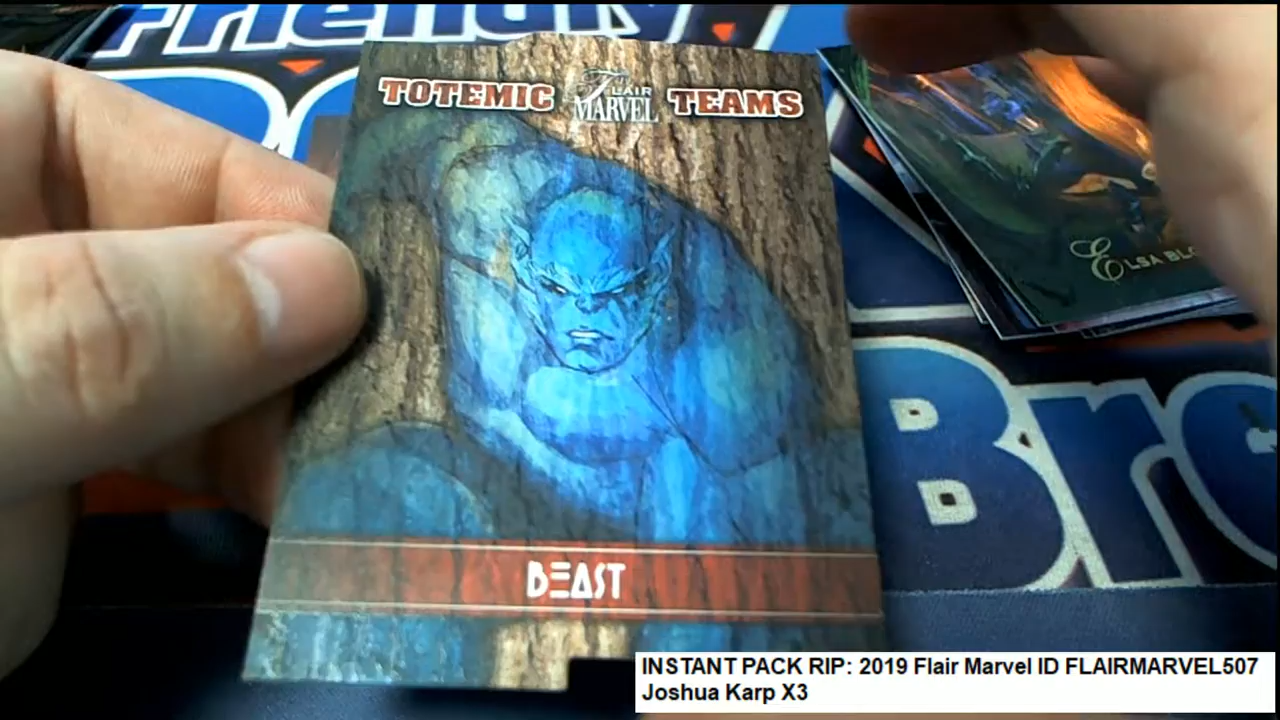 Friendly
TOTEMIC Flair MARVEL TEAMS
ELSA BLO
Bre
BEAST
INSTANT PACK RIP: 2019 Flair Marvel ID FLAIRMARVEL507
Joshua Karp X3